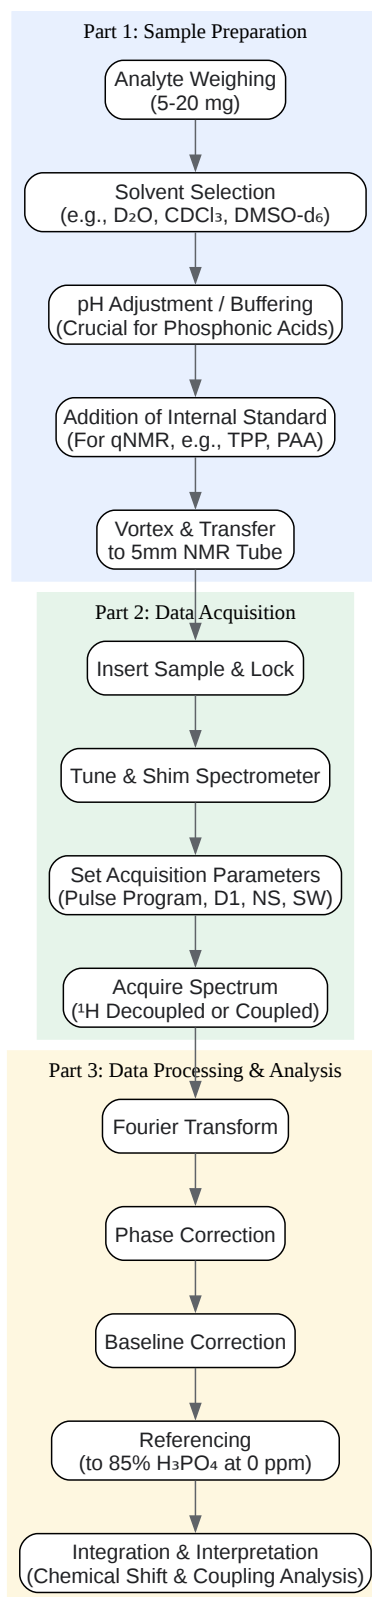 Part 1: Sample Preparation
Analyte Weighing
(5-20 mg)
Solvent Selection
(e.g., D₂O, CDCl₃, DMSO-d₆)
pH Adjustment / Buffering
(Crucial for Phosphonic Acids)
Addition of Internal Standard
(For qNMR, e.g., TPP, PAA)
Vortex & Transfer
to 5mm NMR Tube
Part 2: Data Acquisition
Insert Sample & Lock
Tune & Shim Spectrometer
Set Acquisition Parameters
(Pulse Program, D1, NS, SW)
Acquire Spectrum
(¹H Decoupled or Coupled)
Part 3: Data Processing & Analysis
Fourier Transform
Phase Correction
Baseline Correction
Referencing
(to 85% H₃PO₄ at 0 ppm)
Integration & Interpretation
(Chemical Shift & Coupling Analysis)